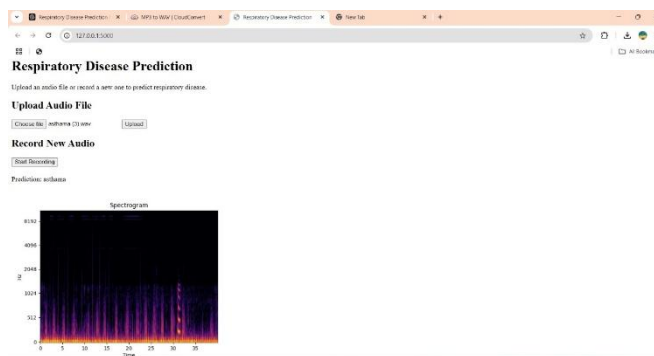 Respiratory Disease Prediction
MP3 to WAV | CloudConvert
Respiratory Disease Prediction
New Tab
127.0.0.1:5000
AI Bookma
Respiratory Disease Prediction
Upload an audio file or record a new one to predict respiratory disease.
Upload Audio File
Choose file asthama (3).wav Upload
Record New Audio
Start Recording
Prediction: asthama
Spectrogram
8192
4096
2048
Hz
1024
512
0
0 5 10 15 20 25 30 35
Time